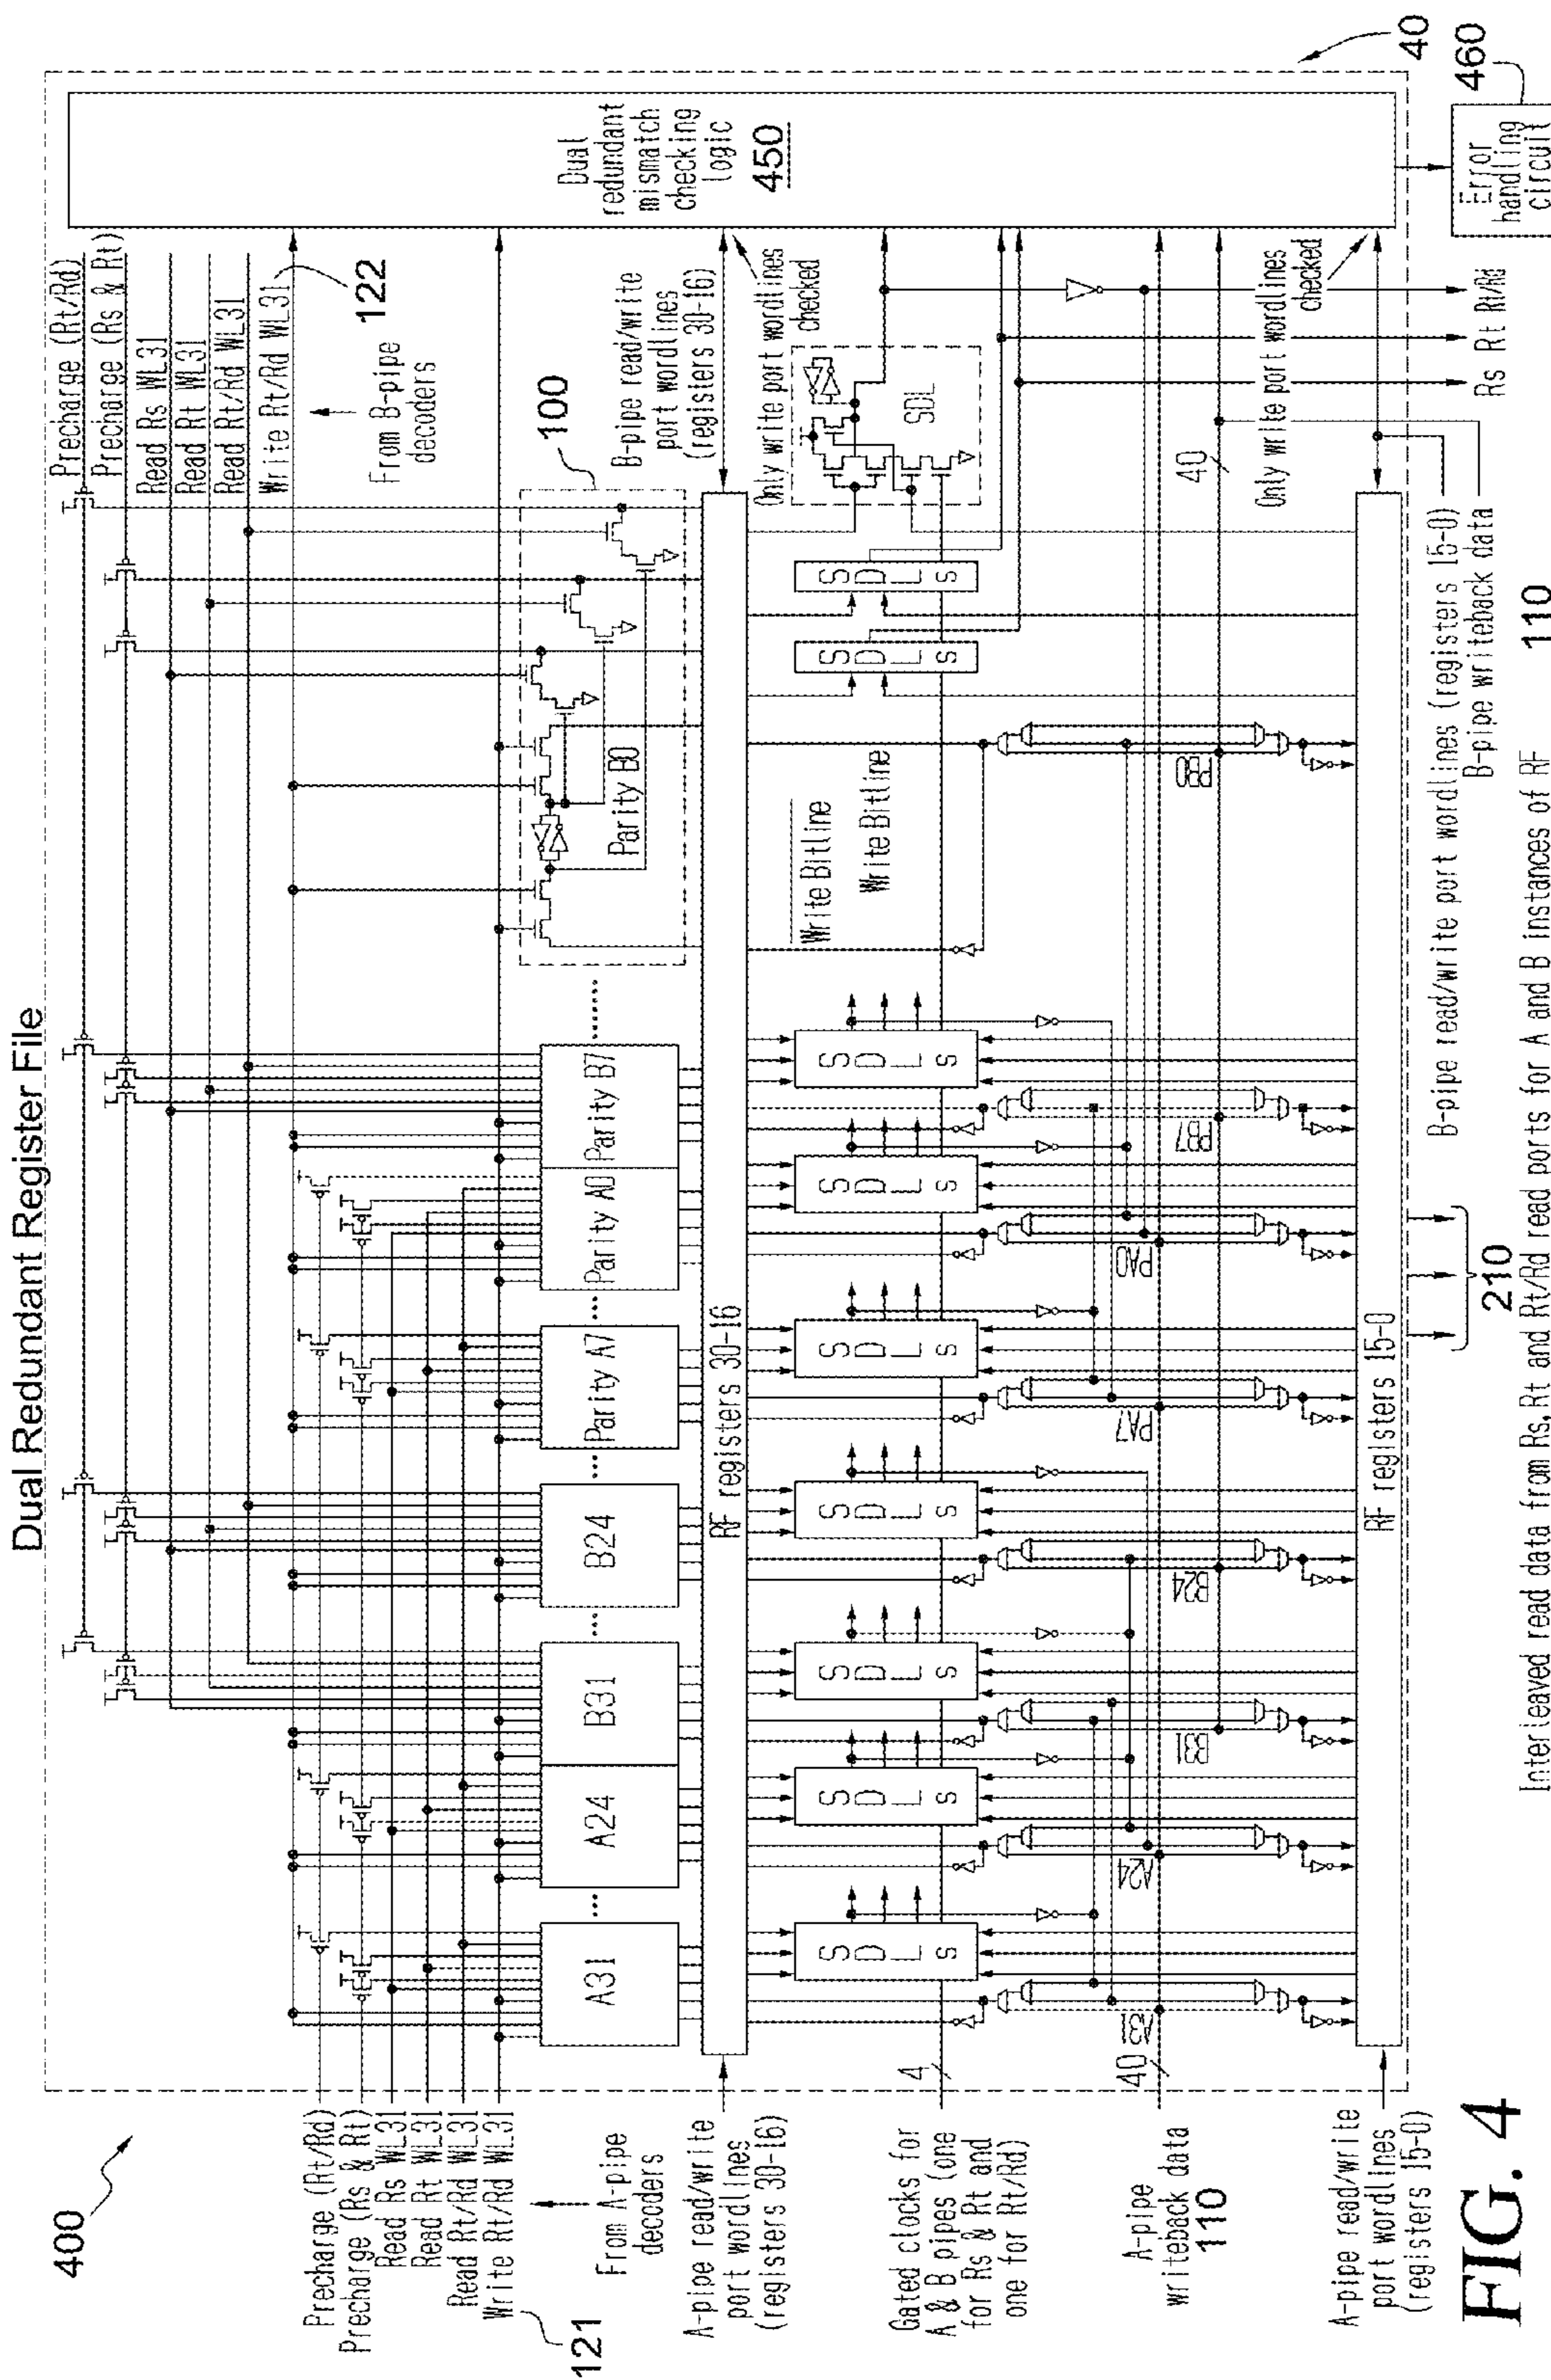 Dual Redundant Register File
400
Precharge (Rt/Rd)
Precharge (Rs & Rt)
Read Rs WL31
Read Rt WL31
Read Rt/Rd WL31
Write Rt/Rd WL31
121
From A-pipe
decoders
A-pipe read/write
port wordlines
(registers 30-16)
Gated clocks for
A & B pipes (one
for Rs & Rt and
one for Rt/Rd)
4
A-pipe
writeback data
110
40
A-pipe read/write
port wordlines
(registers 15-0)
A31
A24
B31
B24
Parity A7
Parity A0
Parity B7
Parity B0
100
RF registers 30-16
SDLs
SDLs
SDLs
SDLs
SDLs
SDLs
SDLs
SDLs
SDLs
SDL
Write Bitline
Write Bitline
A31
A24
B31
B24
PA7
PA0
PB7
PB0
RF registers 15-0
210
Precharge (Rt/Rd)
Precharge (Rs & Rt)
Read Rs WL31
Read Rt WL31
Read Rt/Rd WL31
Write Rt/Rd WL31
122
From B-pipe
decoders
B-pipe read/write
port wordlines
(registers 30-16)
Only write port wordlines
checked
40
Only write port wordlines
checked
Rs Rt Rt/Rd
Dual
redundant
mismatch
checking
logic
450
40
Error
handling
circuit
460
B-pipe read/write port wordlines (registers 15-0)
B-pipe writeback data
110
Interleaved read data from Rs, Rt and Rt/Rd read ports for A and B instances of RF
FIG. 4